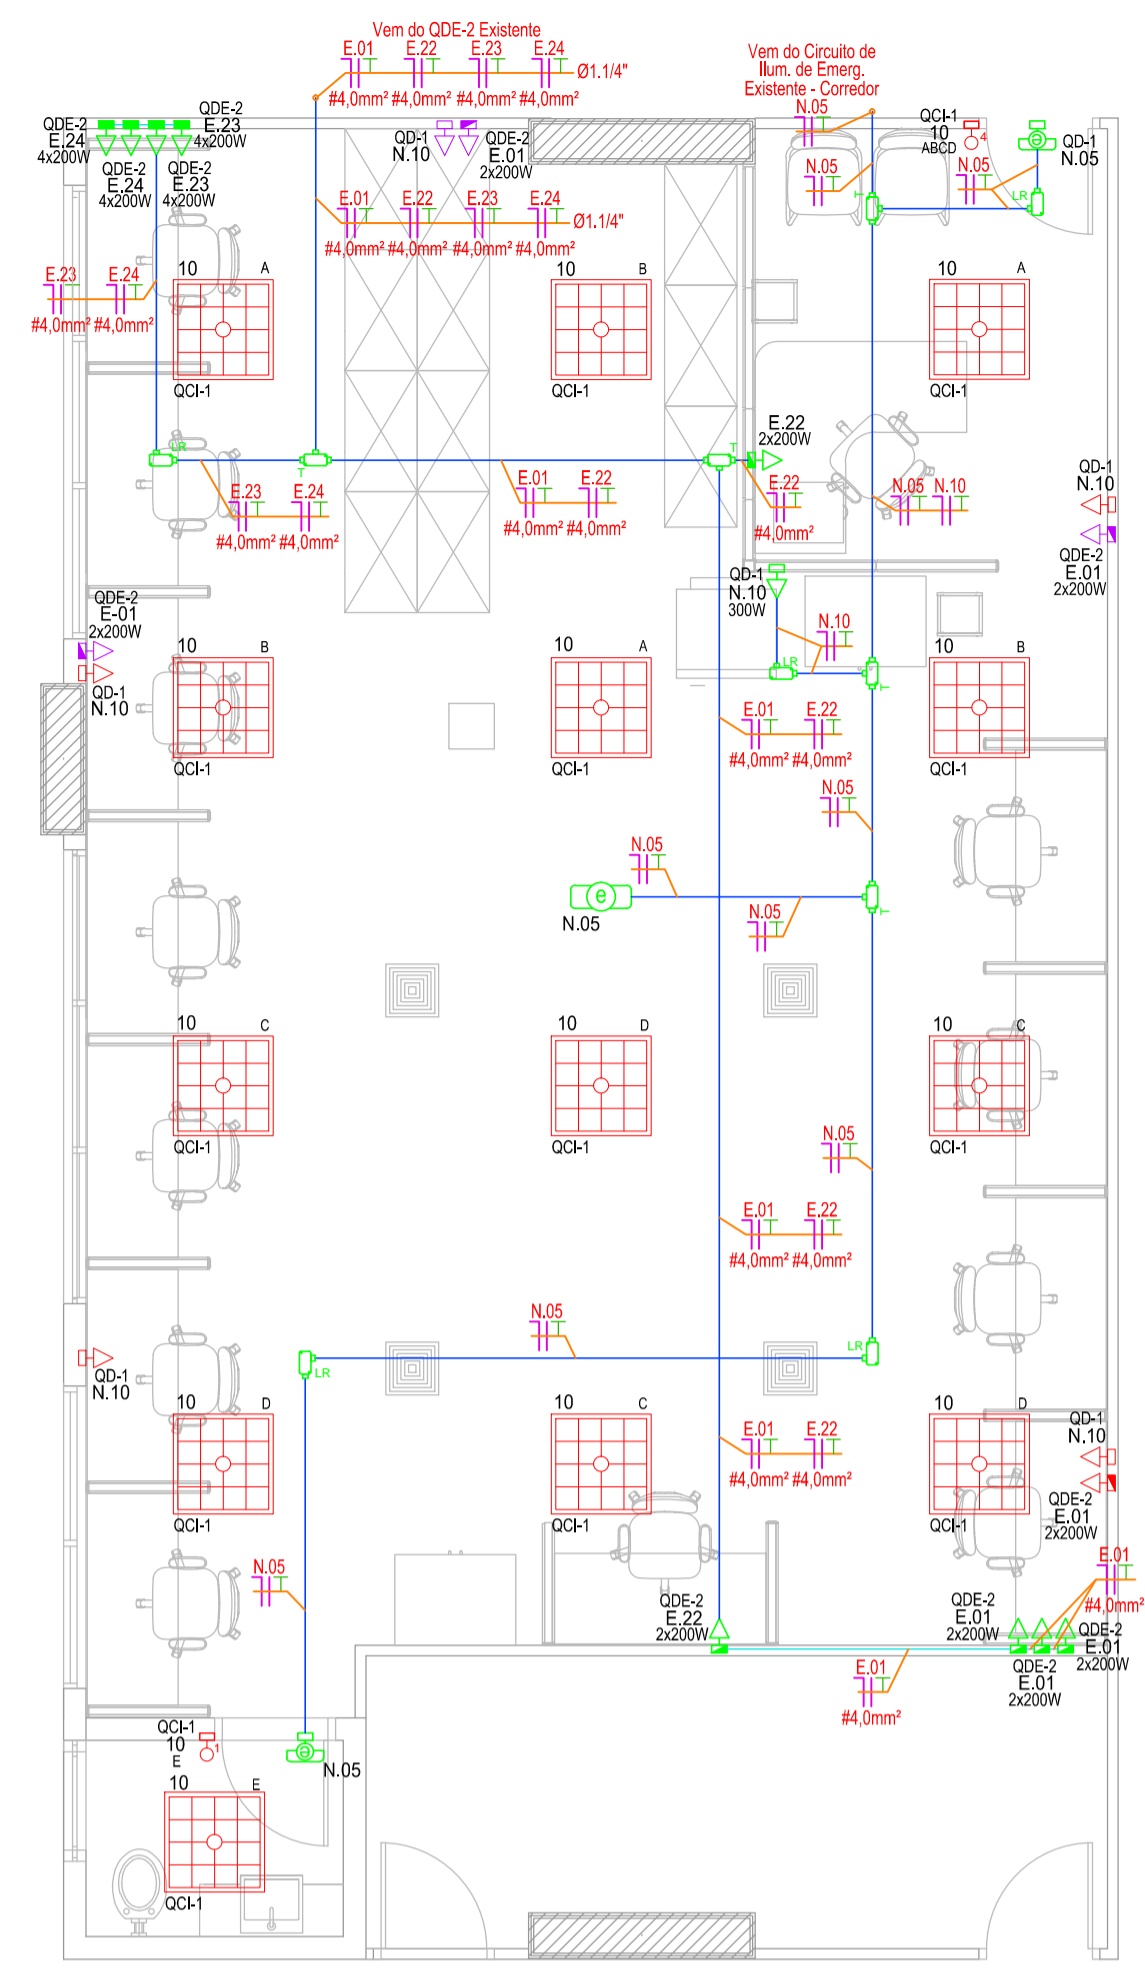 Vem do QDE-2 Existente
E.01 E.22 E.23 E.24
Ø1.1/4"
#4,0mm² #4,0mm² #4,0mm² #4,0mm²
Vem do Circuito de
Ilum. de Emerg.
Existente - Corredor
N.05
QDE-2
E.24
4x200W
QDE-2
E.23
4x200W
QDE-2
E.24
4x200W
QDE-2
E.23
4x200W
QD-1
N.10
QDE-2
E.01
2x200W
QCI-1
10
ABCD
4
QD-1
N.05
N.05
N.05
LR
T
E.01 E.22 E.23 E.24
Ø1.1/4"
#4,0mm² #4,0mm² #4,0mm² #4,0mm²
E.23 E.24
#4,0mm² #4,0mm²
10 A
QCI-1
10 B
QCI-1
10 A
QCI-1
E.22
2x200W
LR
T
T
E.23 E.24
#4,0mm² #4,0mm²
E.01 E.22
#4,0mm² #4,0mm²
E.22
#4,0mm²
N.05 N.10
QD-1
N.10
QDE-2
E.01
2x200W
QD-1
N.10
300W
QDE-2
E-01
2x200W
QD-1
N.10
N.10
LR
T
10 B
QCI-1
10 A
QCI-1
10 B
QCI-1
E.01 E.22
#4,0mm² #4,0mm²
N.05
N.05
N.05
e
N.05
T
10 C
QCI-1
10 D
QCI-1
10 C
QCI-1
N.05
E.01 E.22
#4,0mm² #4,0mm²
N.05
LR
LR
QD-1
N.10
10 D
QCI-1
10 C
QCI-1
10 D
QCI-1
E.01 E.22
#4,0mm² #4,0mm²
QD-1
N.10
QDE-2
E.01
2x200W
N.05
E.01
#4,0mm²
QDE-2
E.22
2x200W
QDE-2
E.01
2x200W
QDE-2
E.01
2x200W
QDE-2
E.01
2x200W
E.01
#4,0mm²
QCI-1
10
E
1
e
N.05
10 E
QCI-1